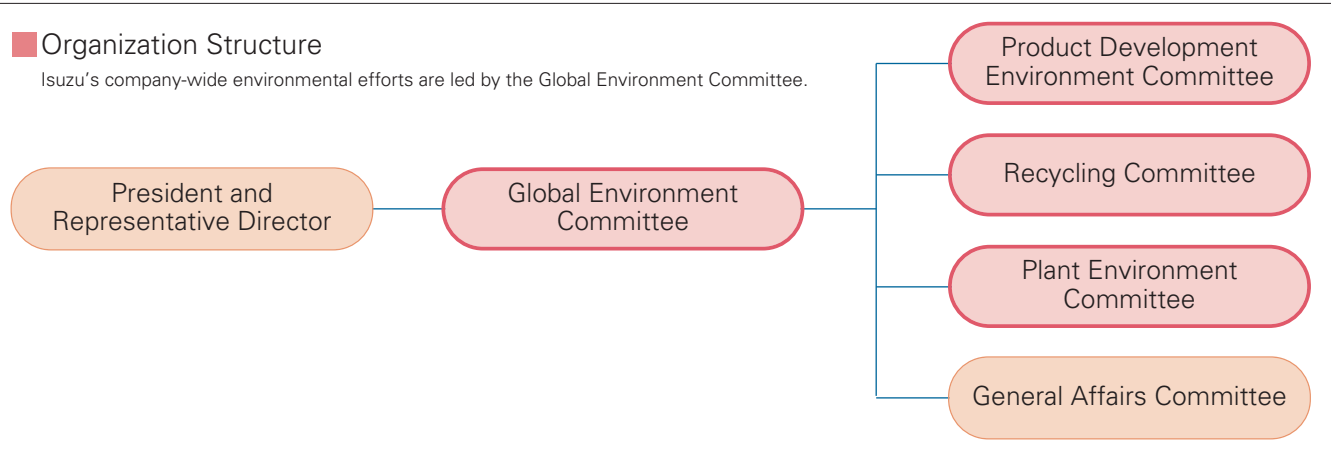 Organization Structure
Isuzu's company-wide environmental efforts are led by the Global Environment Committee.
President and
Representative Director
Global Environment
Committee
Product Development
Environment Committee
Recycling Committee
Plant Environment
Committee
General Affairs Committee